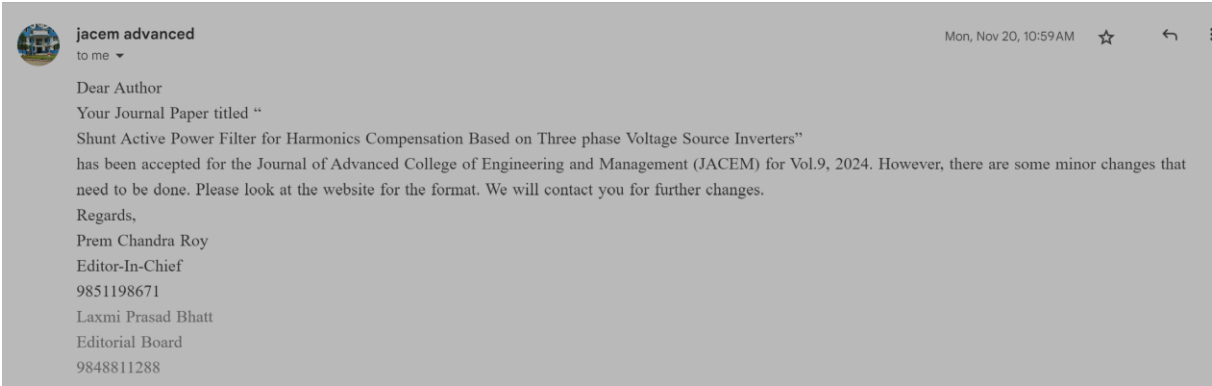 jacem advanced
Mon, Nov 20, 10:59 AM
to me
Dear Author
Your Journal Paper titled “
Shunt Active Power Filter for Harmonics Compensation Based on Three phase Voltage Source Inverters”
has been accepted for the Journal of Advanced College of Engineering and Management (JACEM) for Vol.9, 2024. However, there are some minor changes that
need to be done. Please look at the website for the format. We will contact you for further changes.
Regards,
Prem Chandra Roy
Editor-In-Chief
9851198671
Laxmi Prasad Bhatt
Editorial Board
9848811288